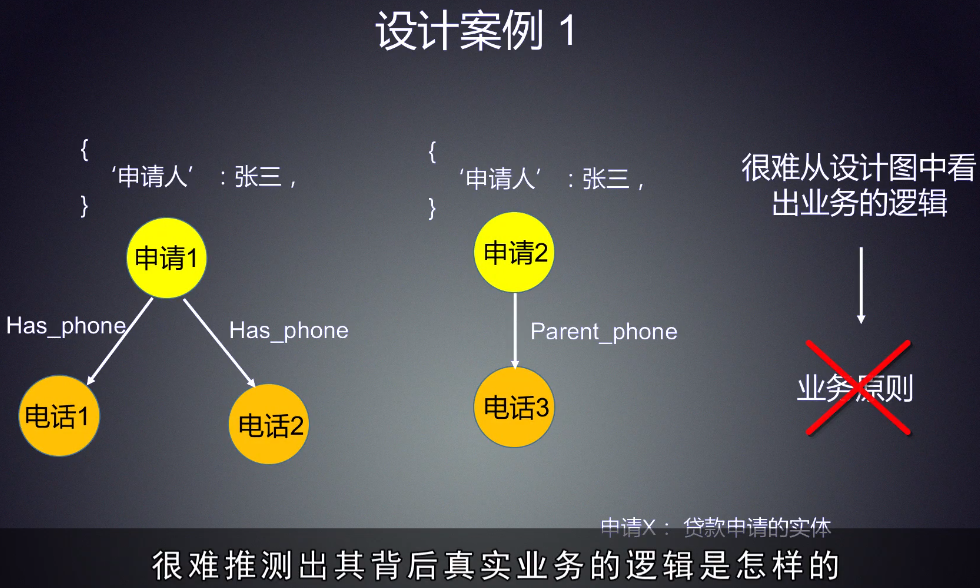 设计案例 1
{
‘申请人’：张三，
}
{
‘申请人’：张三，
}
很难从设计图中看
出业务的逻辑
申请1
申请2
Has_phone
Has_phone
Parent_phone
业务原则
电话1
电话2
电话3
申请X： 贷款申请的实体
很难推测出其背后真实业务的逻辑是怎样的